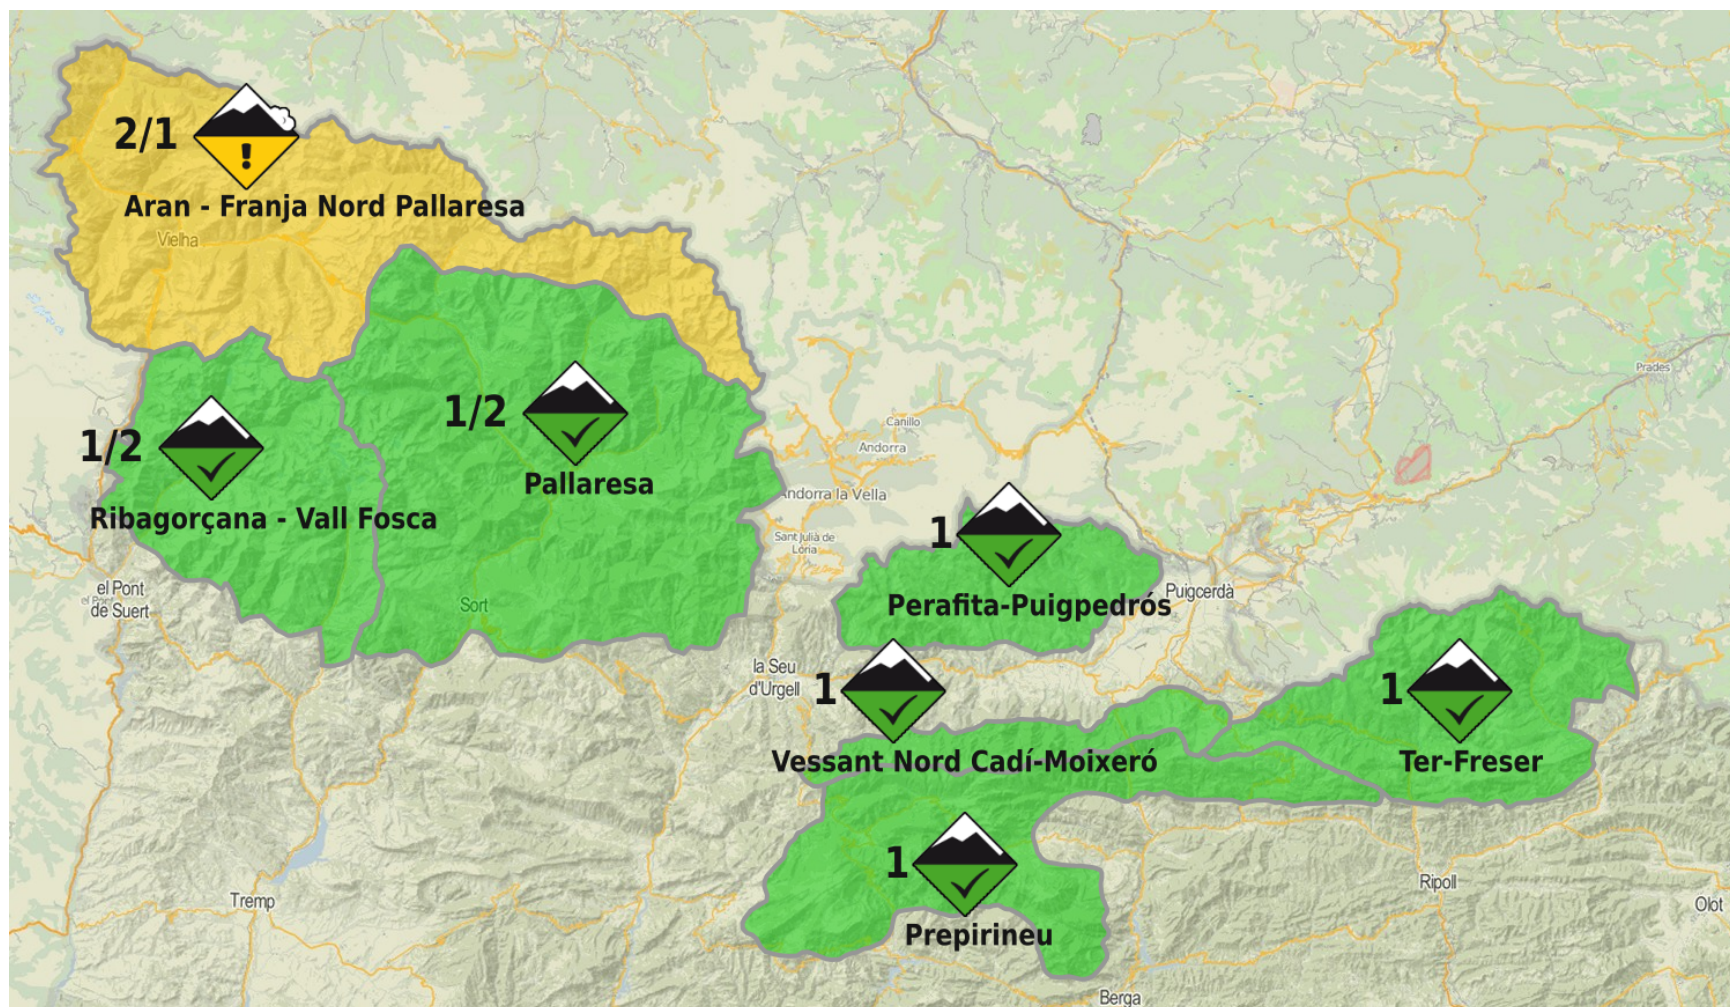 2/1
!
Aran - Franja Nord Pallaresa
Vielha
Prades
1/2
Pallaresa
Canillo
Andorra
1/2
Ribagorçana - Vall Fosca
Andorra la Vella
Sant Julià de
Lòria
1
Perafita-Puigpedrós
Puigcerdà
el Pont
de Suert
Sort
la Seu
d'Urgell
1
Vessant Nord Cadí-Moixeró
1
Ter-Freser
1
Prepirineu
Tremp
Ripoll
Olot
Berga